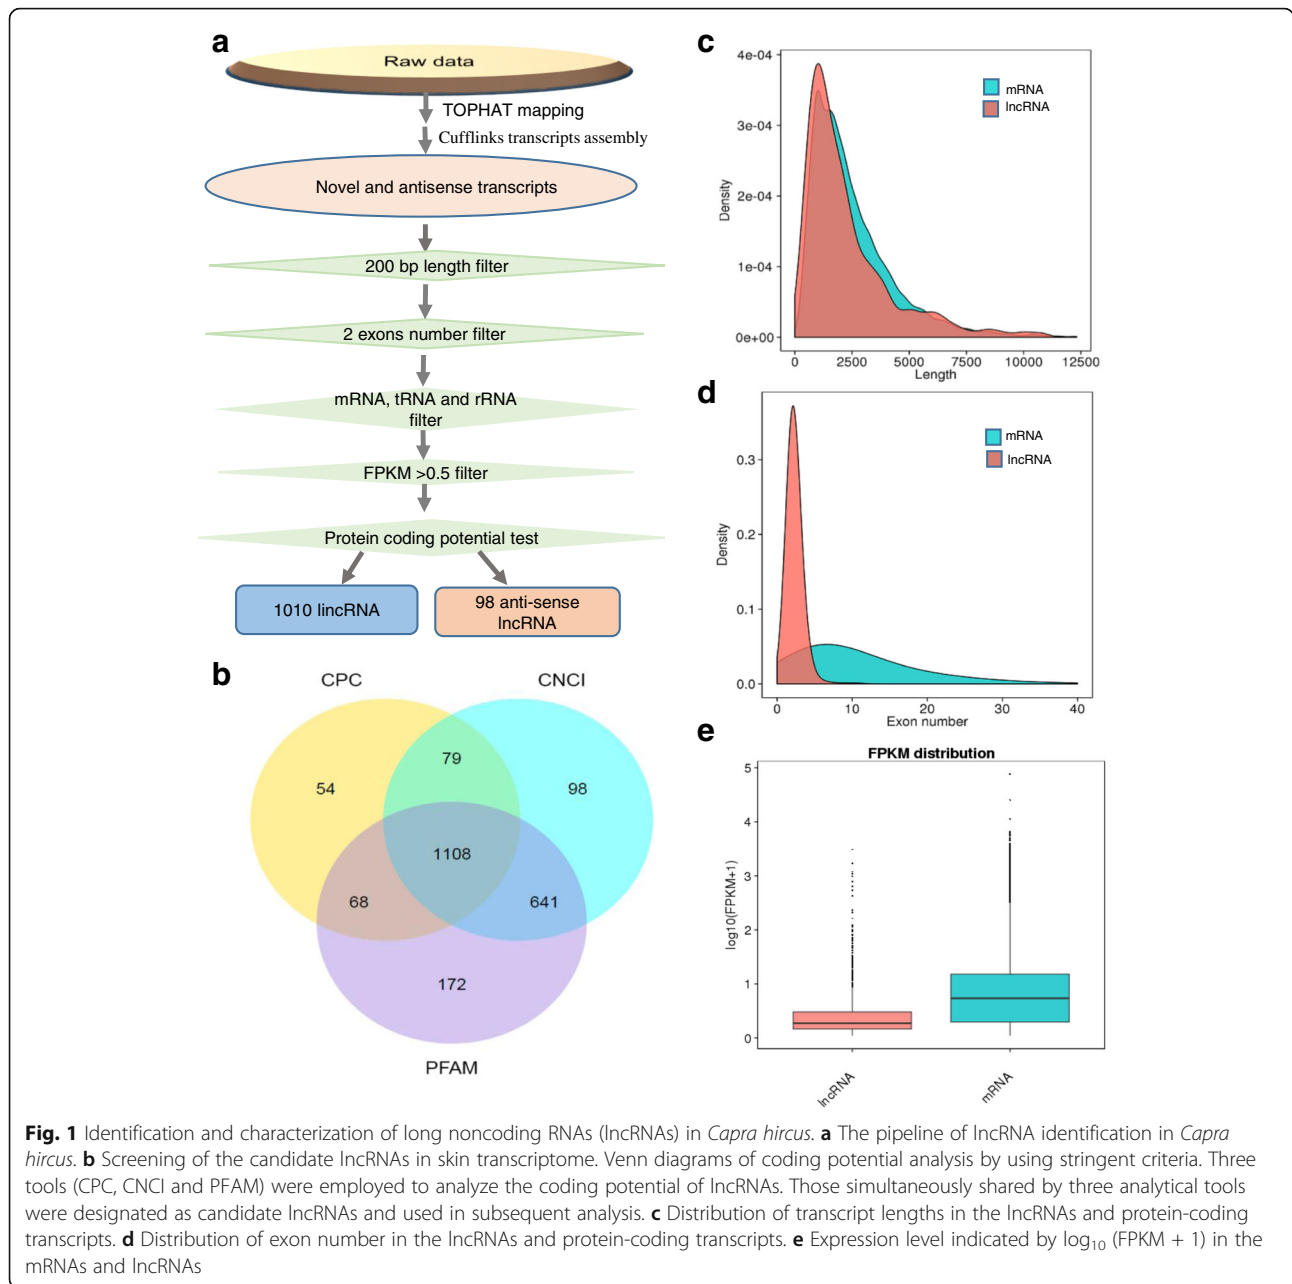 a
Raw data
TOPHAT mapping
Cufflinks transcripts assembly
Novel and antisense transcripts
200 bp length filter
2 exons number filter
mRNA, tRNA and rRNA
filter
FPKM >0.5 filter
Protein coding potential test
1010 lincRNA
98 anti-sense
lncRNA
b
CPC
CNCI
79
54
98
1108
68
641
172
PFAM
c
4e-04
3e-04
2e-04
1e-04
0e+00
Density
mRNA
lncRNA
0
2500
5000
7500
10000
12500
Length
d
0.3
0.2
0.1
0.0
Density
mRNA
lncRNA
0
10
20
30
40
Exon number
e
FPKM distribution
5
4
3
2
1
0
log10(FPKM+1)
lncRNA
mRNA
Fig. 1 Identification and characterization of long noncoding RNAs (lncRNAs) in Capra hircus. a The pipeline of lncRNA identification in Capra
hircus. b Screening of the candidate lncRNAs in skin transcriptome. Venn diagrams of coding potential analysis by using stringent criteria. Three
tools (CPC, CNCI and PFAM) were employed to analyze the coding potential of lncRNAs. Those simultaneously shared by three analytical tools
were designated as candidate lncRNAs and used in subsequent analysis. c Distribution of transcript lengths in the lncRNAs and protein-coding
transcripts. d Distribution of exon number in the lncRNAs and protein-coding transcripts. e Expression level indicated by log10 (FPKM + 1) in the
mRNAs and lncRNAs